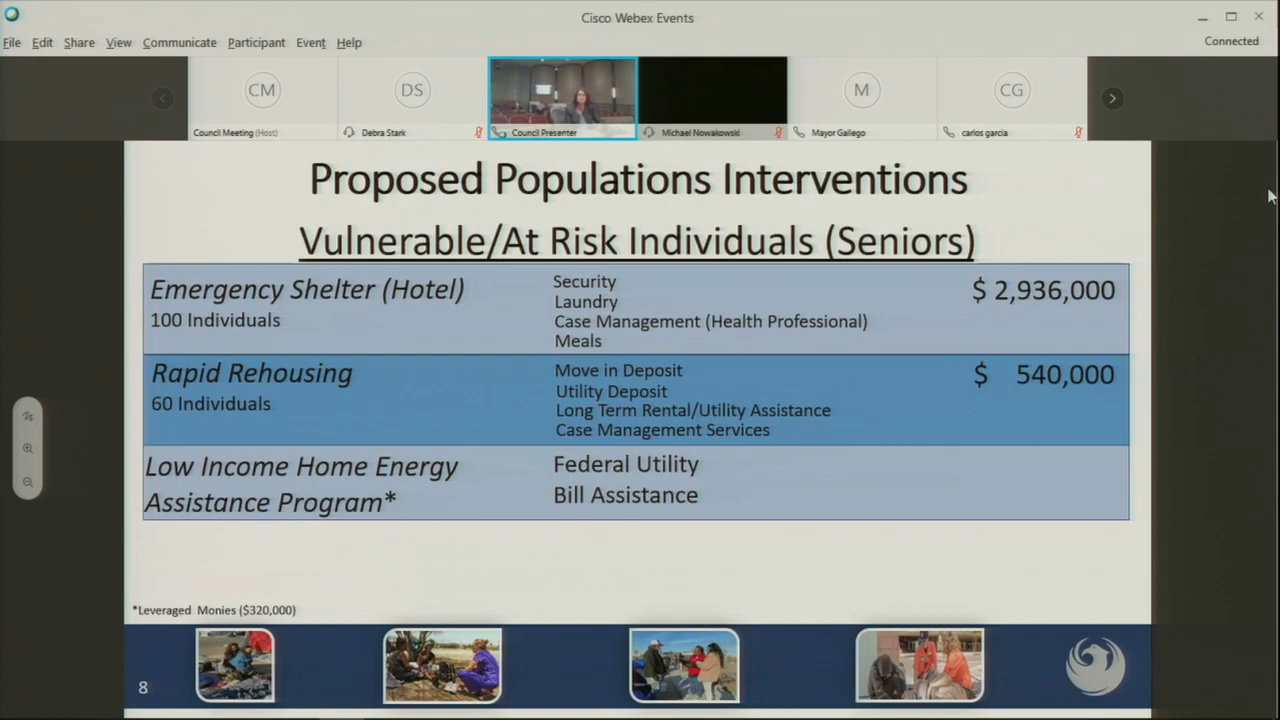 Cisco Webex Events
File Edit Share View Communicate Participant Event Help
Connected
CM
DS
M
CG
Council Meeting (Host)
Debra Stark
Council Presenter
Michael Nowakowski
Mayor Gallego
carlos garcia
Proposed Populations Interventions
Vulnerable/At Risk Individuals (Seniors)
Emergency Shelter (Hotel)
100 Individuals
Security
Laundry
Case Management (Health Professional)
Meals
$ 2,936,000
Rapid Rehousing
60 Individuals
Move in Deposit
Utility Deposit
Long Term Rental/Utility Assistance
Case Management Services
$ 540,000
Low Income Home Energy
Assistance Program*
Federal Utility
Bill Assistance
*Leveraged Monies ($320,000)
8